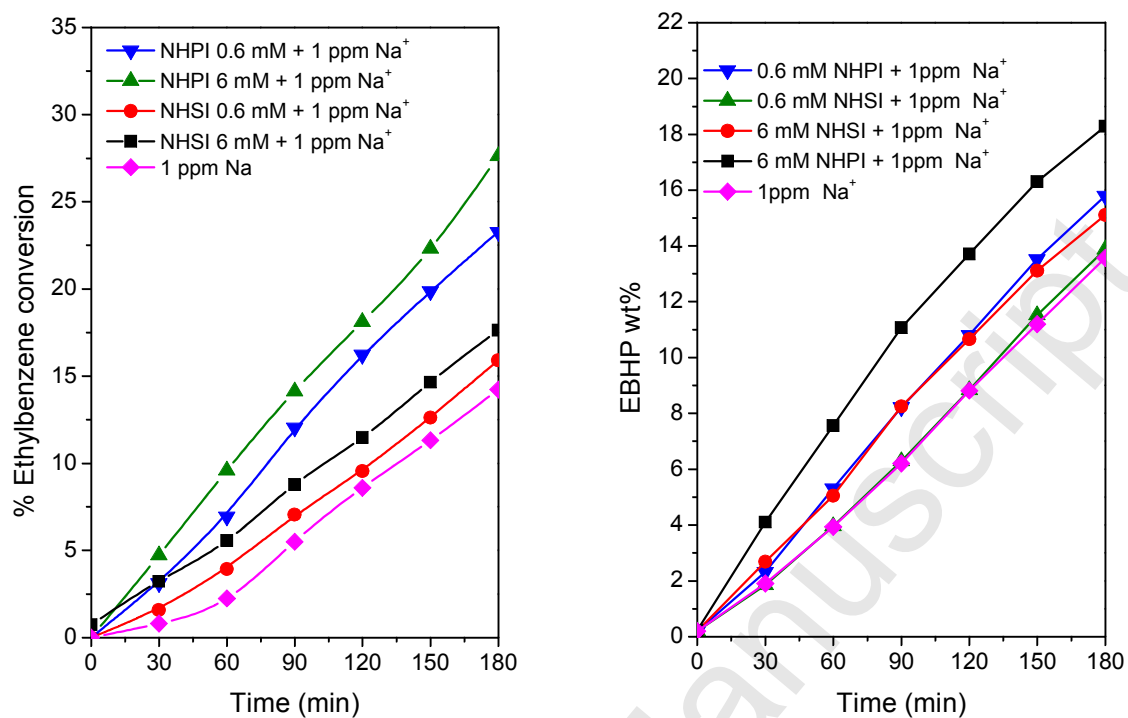 35
30
25
20
15
10
5
0
% Ethylbenzene conversion
NHPI 0.6 mM + 1 ppm Na⁺
NHPI 6 mM + 1 ppm Na⁺
NHSI 0.6 mM + 1 ppm Na⁺
NHSI 6 mM + 1 ppm Na⁺
1 ppm Na
0 30 60 90 120 150 180
Time (min)
22
20
18
16
14
12
10
8
6
4
2
0
EBHP wt%
0.6 mM NHPI + 1ppm Na⁺
0.6 mM NHSI + 1ppm Na⁺
6 mM NHSI + 1ppm Na⁺
6 mM NHPI + 1ppm Na⁺
1ppm Na⁺
0 30 60 90 120 150 180
Time (min)
anuscript